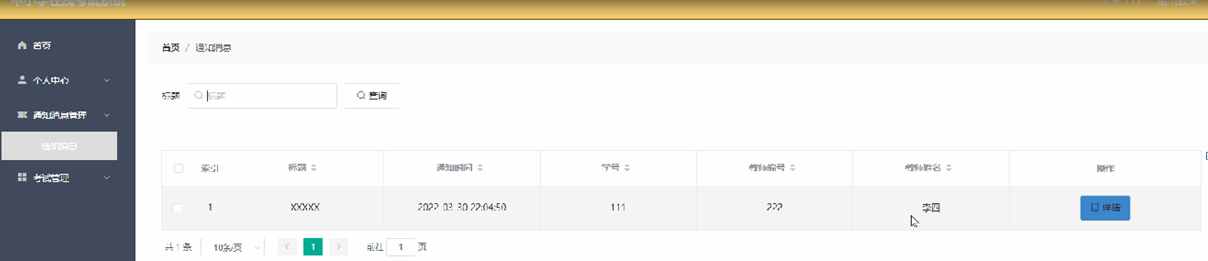 首页
个人中心
通知消息管理
通知消息
考试管理
首页 / 通知消息
标题 标题 查询
索引 标题 通知时间 学号 教师编号 教师姓名 操作
1 XXXXX 2022-03-30 22:04:50 111 222 李四 详情
共 1 条 10条/页 1 前往 1 页